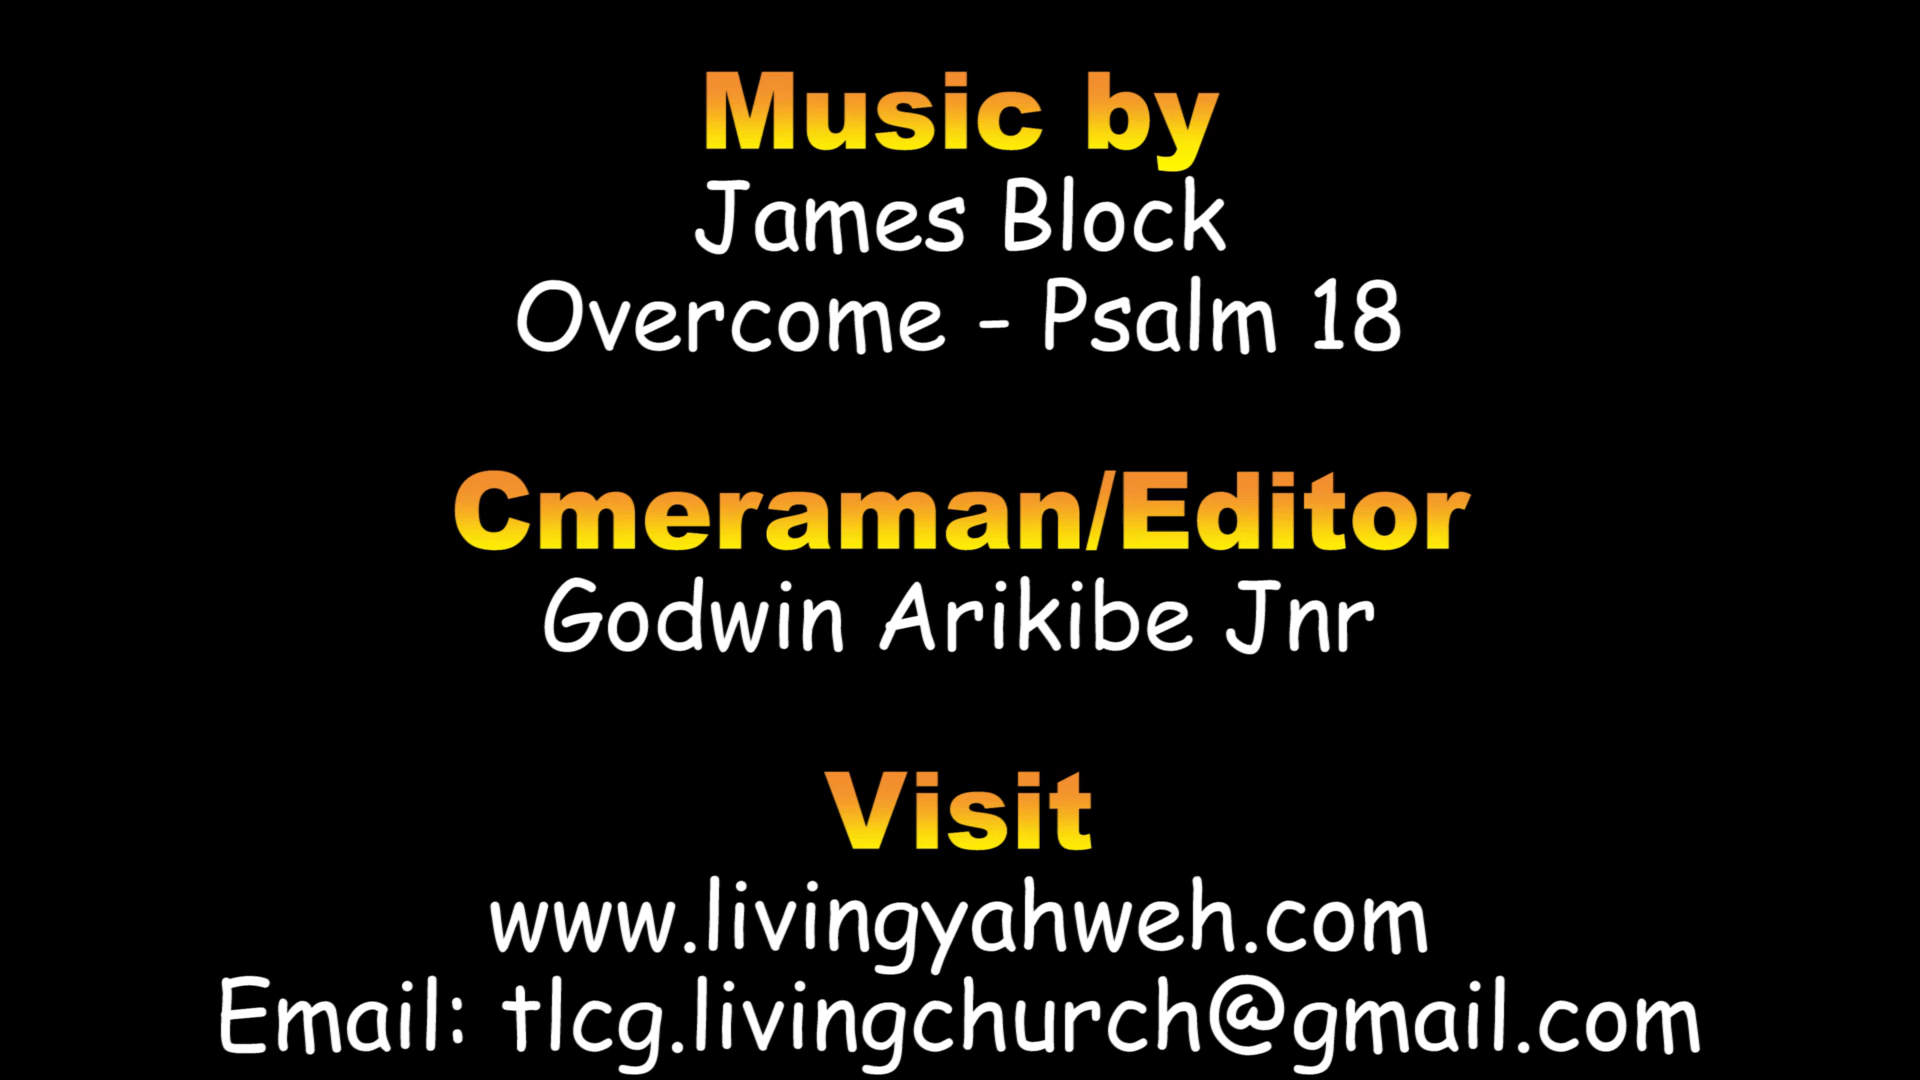 Music by
James Block
Overcome - Psalm 18
Cmeraman/Editor
Godwin Arikibe Jnr
Visit
www.livingyahweh.com
Email: tlcg.livingchurch@gmail.com